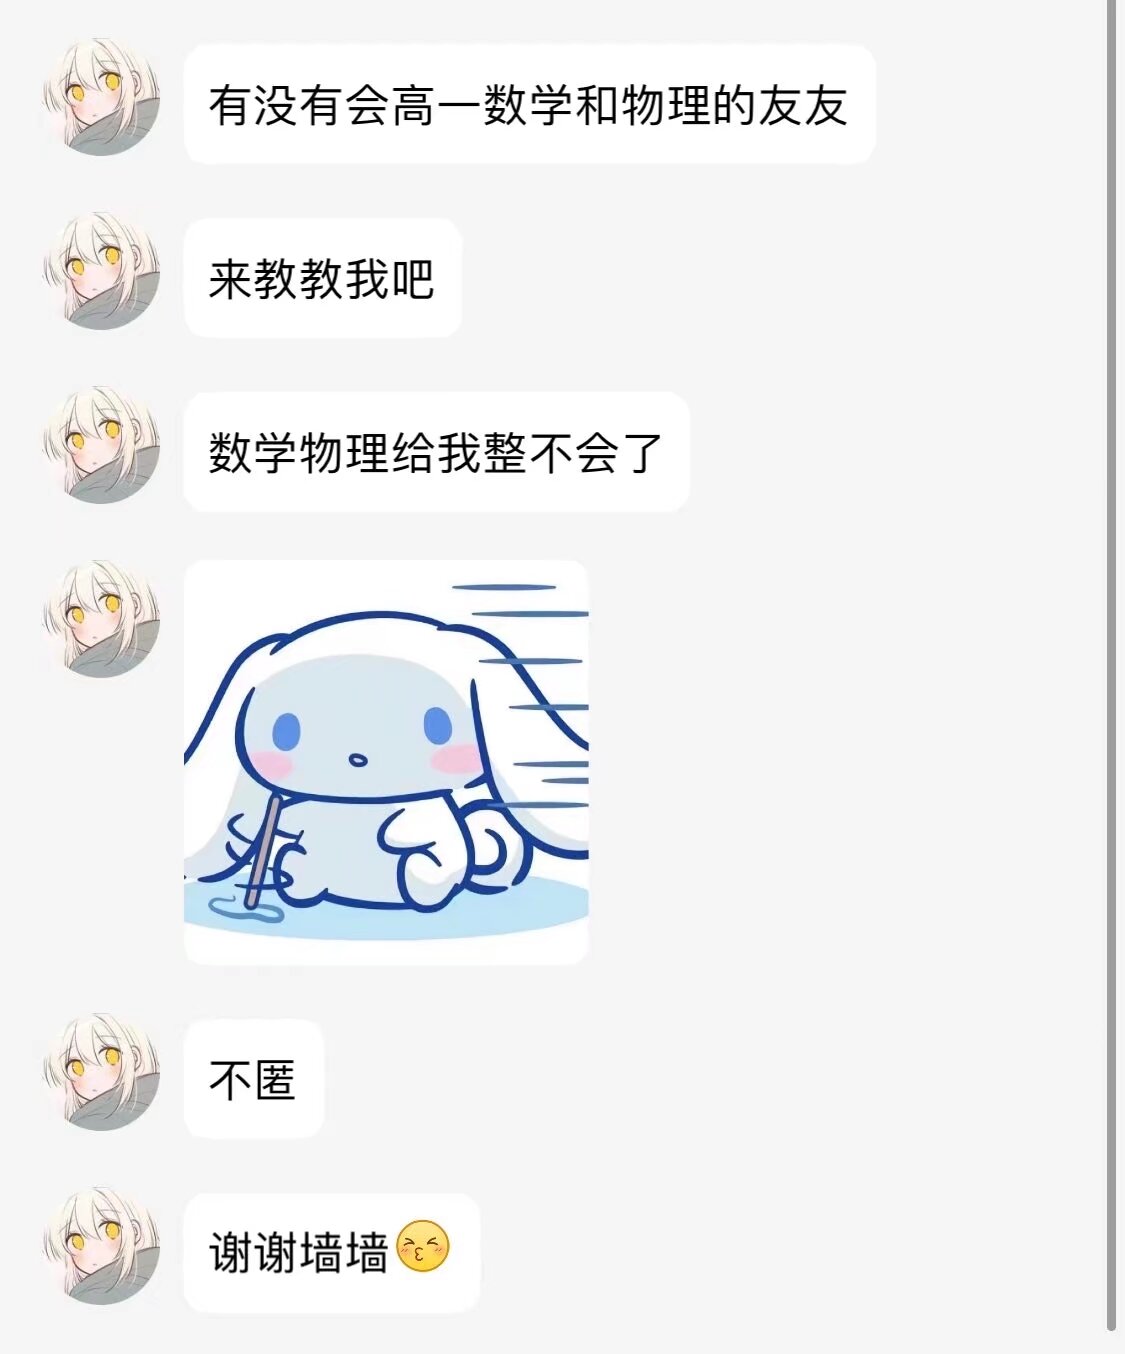 有没有会高一数学和物理的友友
来教教我吧
数学物理给我整不会了
不匿
谢谢墙墙